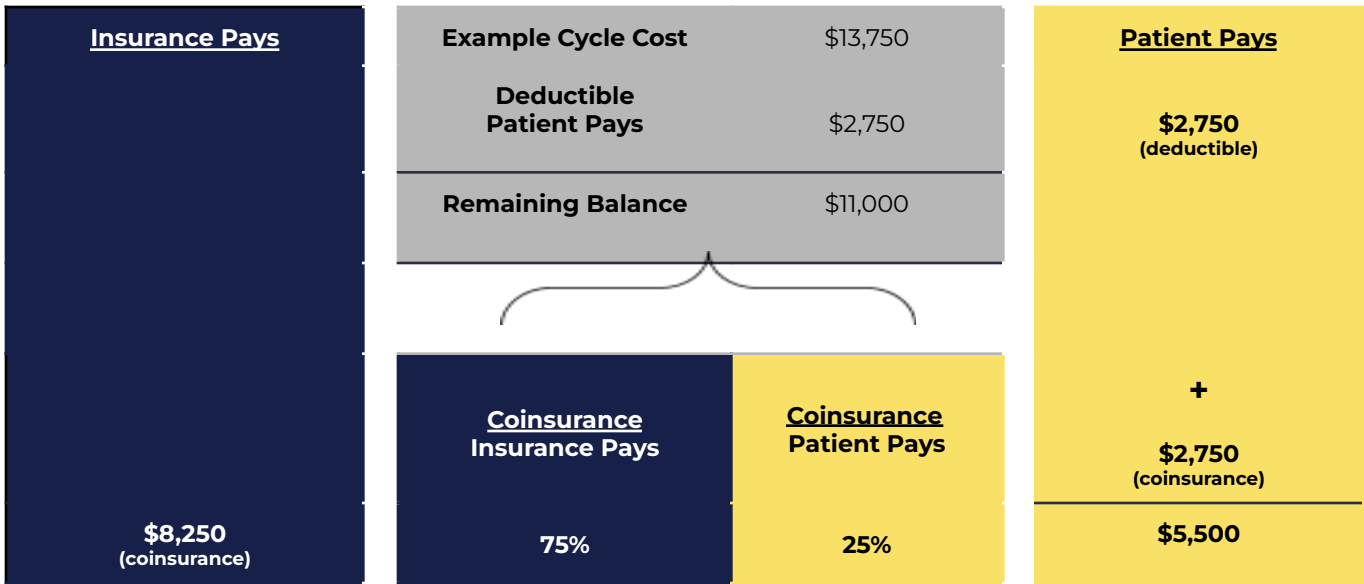 Insurance Pays
Example Cycle Cost $13,750
Patient Pays
Deductible
Patient Pays $2,750
$2,750
(deductible)
Remaining Balance $11,000
+
Coinsurance
Insurance Pays
Coinsurance
Patient Pays
$2,750
(coinsurance)
$8,250
(coinsurance)
75%
25%
$5,500